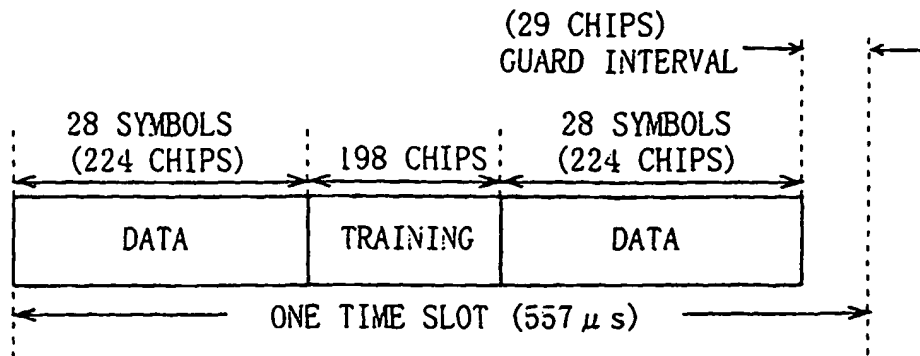 (29 CHIPS)
GUARD INTERVAL
28 SYMBOLS
(224 CHIPS)
198 CHIPS
28 SYMBOLS
(224 CHIPS)
DATA
TRAINING
DATA
ONE TIME SLOT (557 μs)